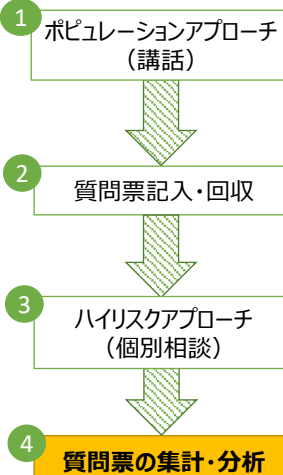 1
ポピュレーションアプローチ
（講話）
2
質問票記入・回収
3
ハイリスクアプローチ
（個別相談）
4
質問票の集計・分析